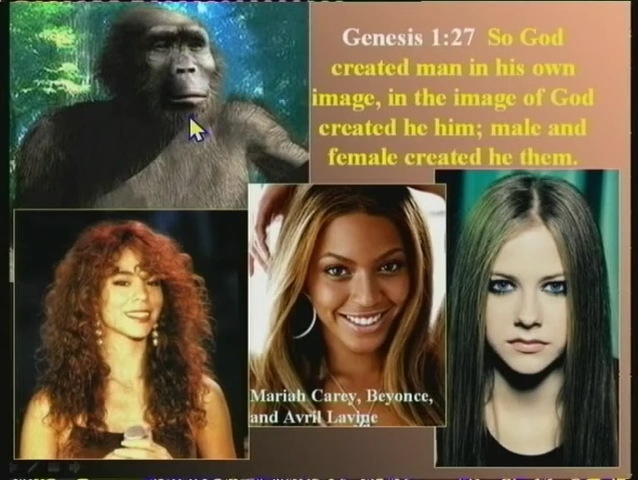 Genesis 1:27 So God
created man in his own
image, in the image of God
created he him; male and
female created he them.
Mariah Carey, Beyonce,
and Avril Lavine